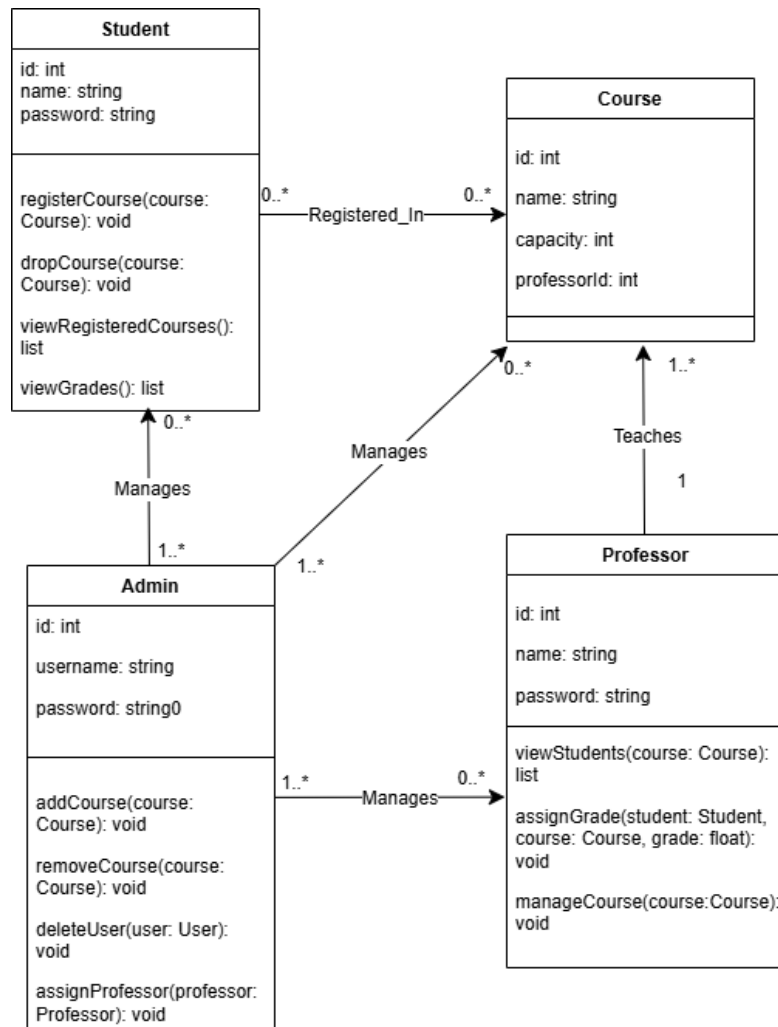 Student
id: int
name: string
password: string
registerCourse(course:
Course): void
dropCourse(course:
Course): void
viewRegisteredCourses():
list
viewGrades(): list
0..*
Registered_In
0..*
Course
id: int
name: string
capacity: int
professorId: int
0..*
Manages
1..*
0..*
Manages
1..*
1..*
Teaches
1
Admin
id: int
username: string
password: string0
addCourse(course:
Course): void
removeCourse(course:
Course): void
deleteUser(user: User):
void
assignProfessor(professor:
Professor): void
1..*
Manages
0..*
Professor
id: int
name: string
password: string
viewStudents(course: Course):
list
assignGrade(student: Student,
course: Course, grade: float):
void
manageCourse(course:Course):
void